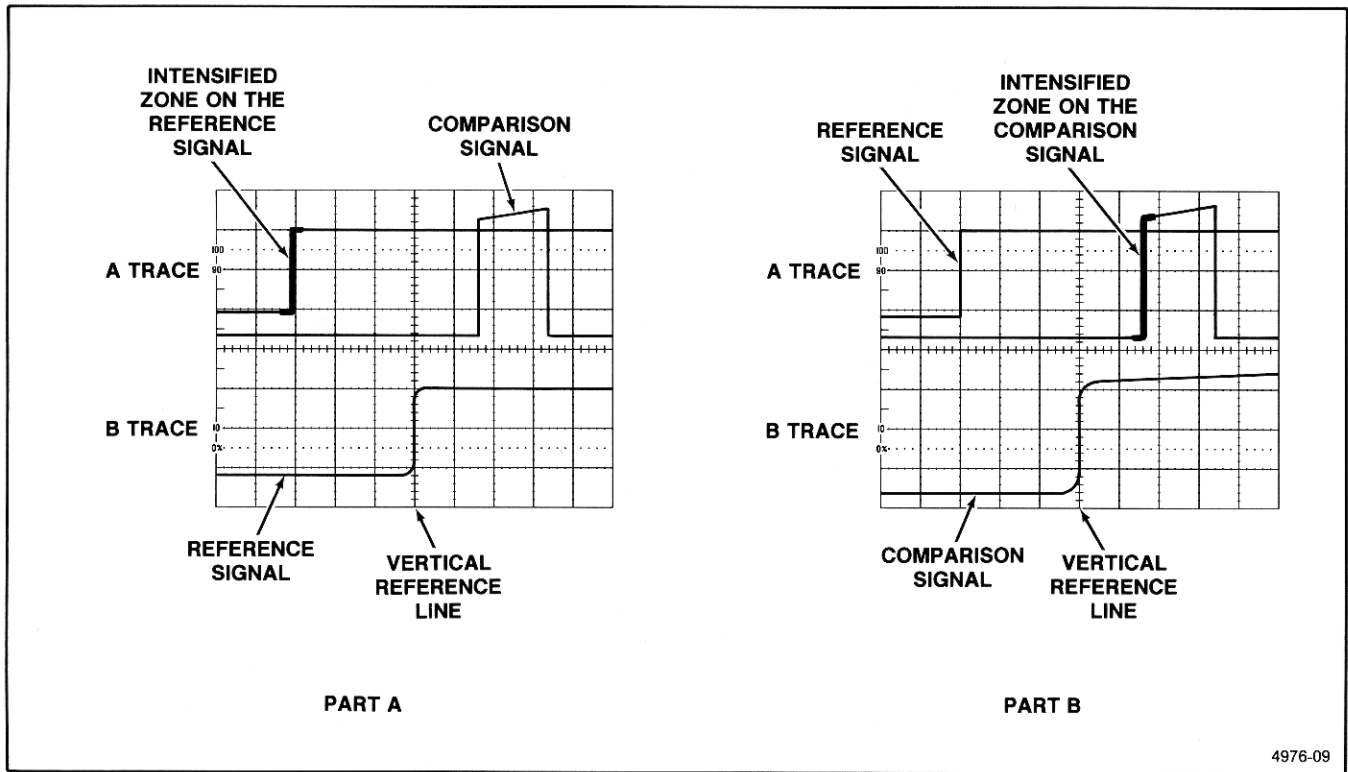 INTENSIFIED
ZONE ON THE
REFERENCE
SIGNAL
COMPARISON
SIGNAL
A TRACE
100
90
B TRACE
10
0%
REFERENCE
SIGNAL
VERTICAL
REFERENCE
LINE
PART A
REFERENCE
SIGNAL
INTENSIFIED
ZONE ON THE
COMPARISON
SIGNAL
A TRACE
100
90
B TRACE
10
0%
COMPARISON
SIGNAL
VERTICAL
REFERENCE
LINE
PART B
4976-09